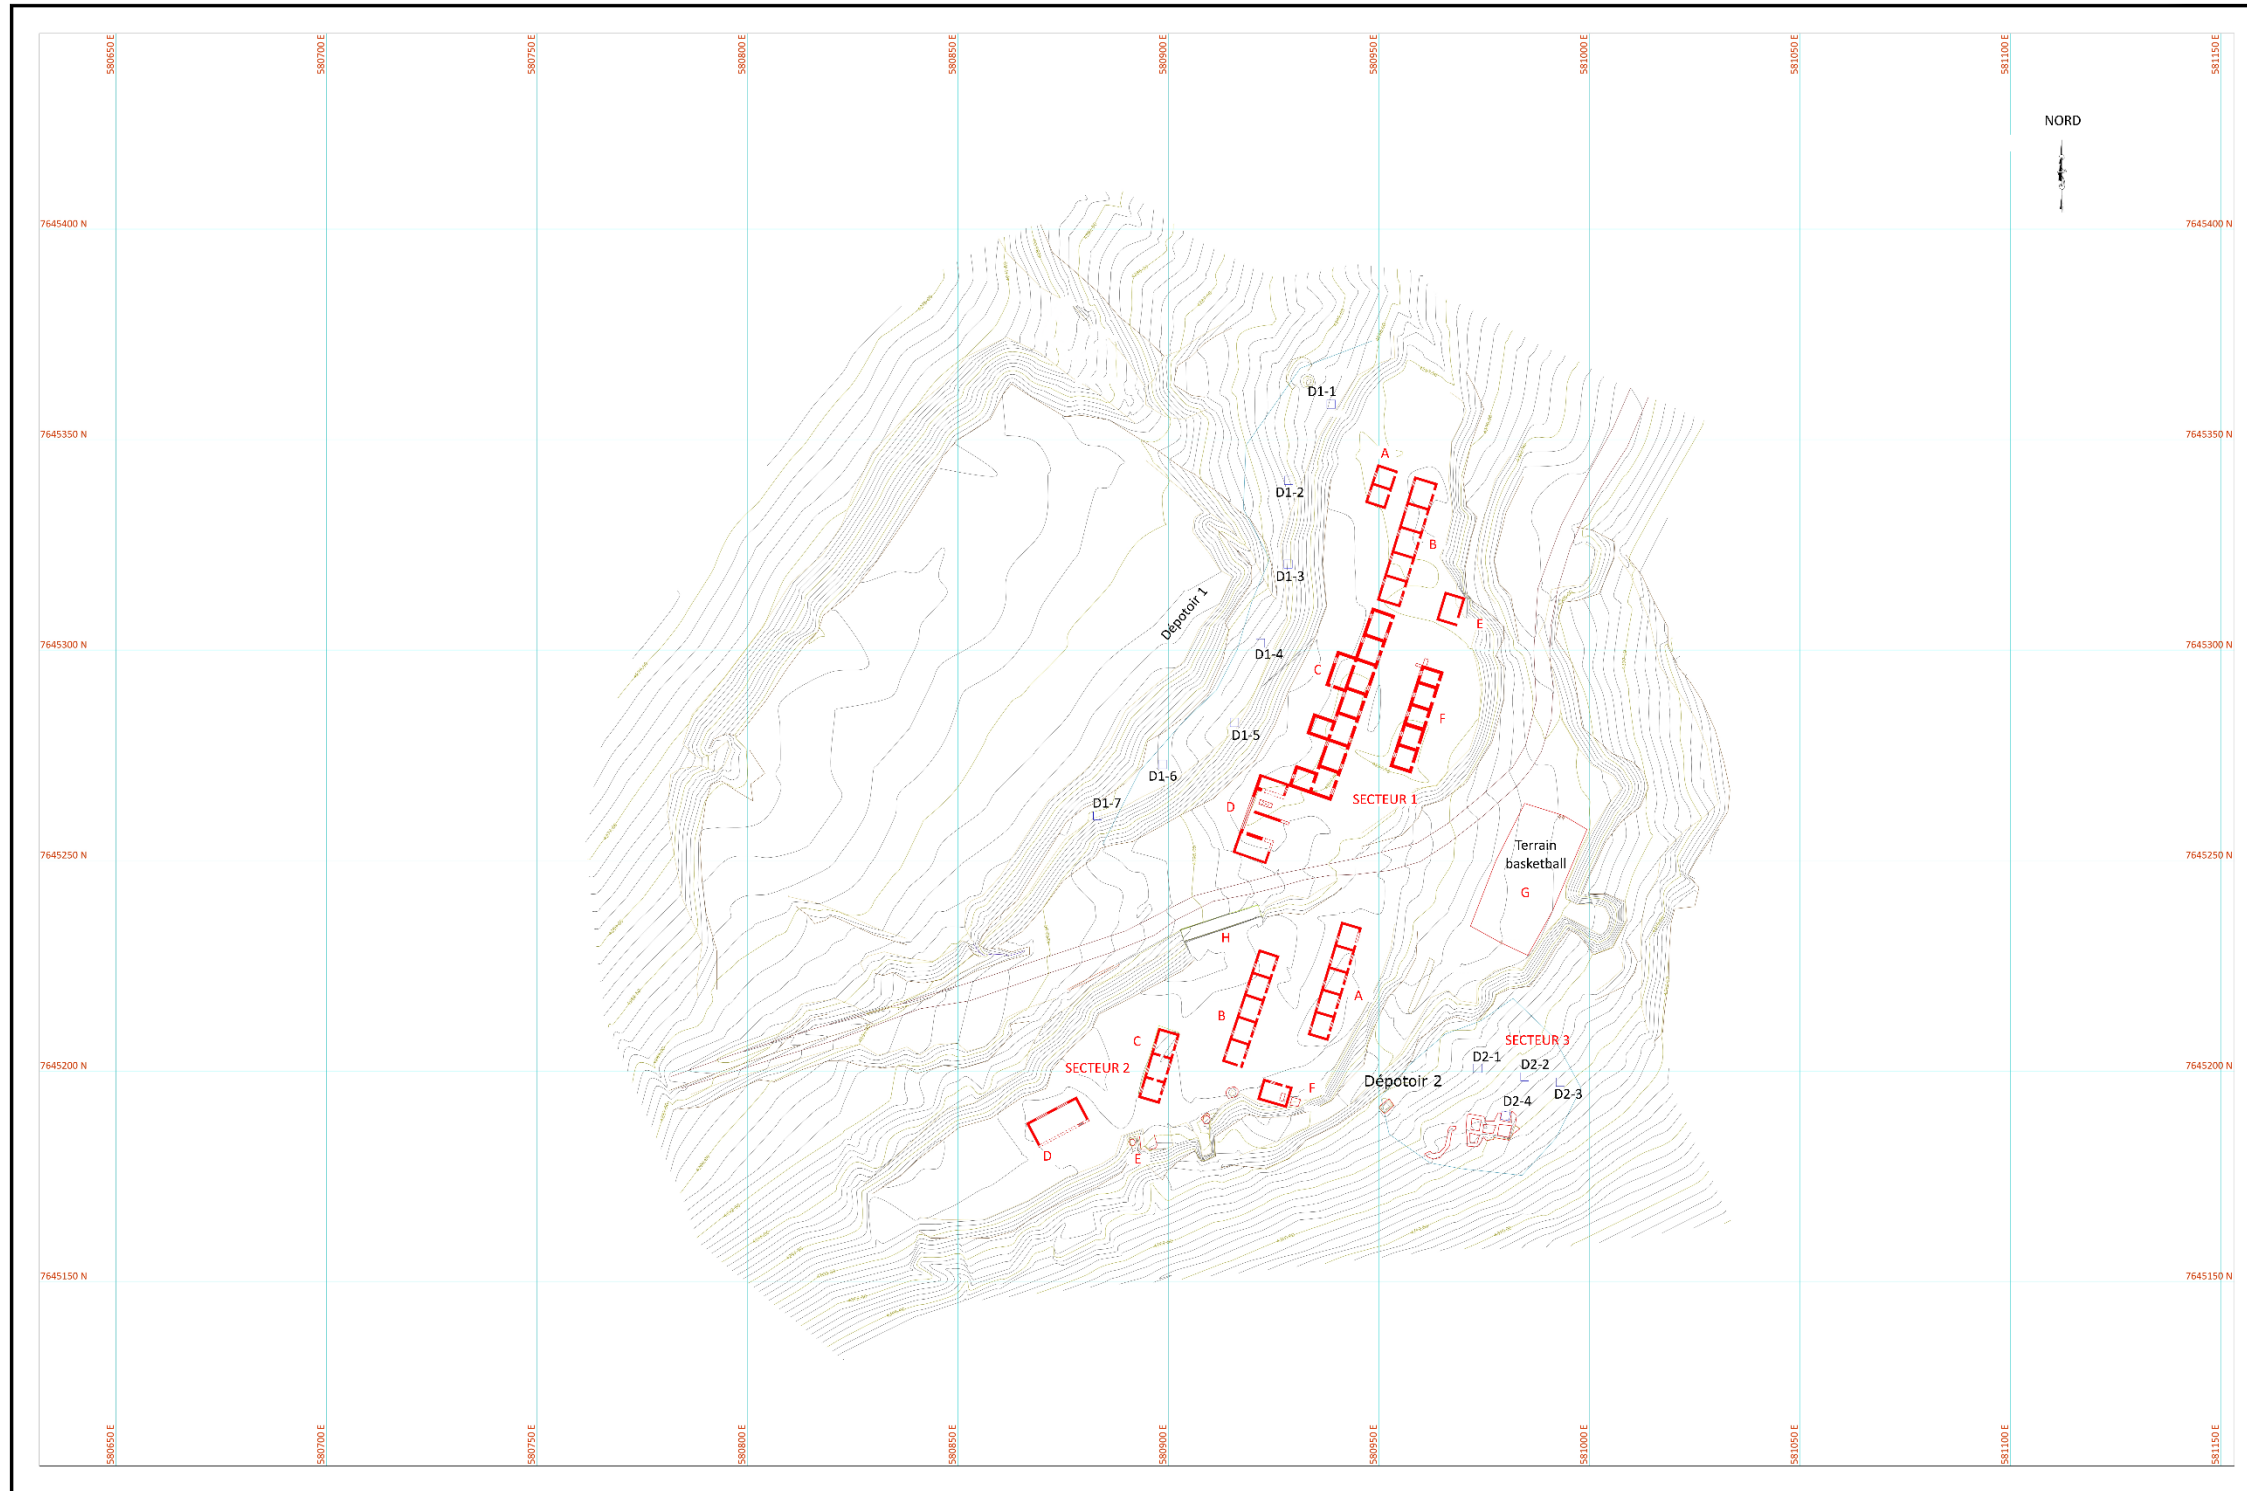 580650 E
580700 E
580750 E
580800 E
580850 E
580900 E
580950 E
581000 E
581050 E
581100 E
581150 E
NORD
7645400 N
7645400 N
D1-1
7645350 N
7645350 N
A
D1-2
B
D1-3
Dépotoir 1
E
7645300 N
7645300 N
D1-4
C
F
D1-5
D1-6
SECTEUR 1
D1-7
D
Terrain
basketball
7645250 N
7645250 N
G
H
A
B
C
SECTEUR 3
D2-1
SECTEUR 2
D2-2
7645200 N
7645200 N
Dépotoir 2
F
D2-3
D2-4
D
E
7645150 N
7645150 N
580650 E
580700 E
580750 E
580800 E
580850 E
580900 E
580950 E
581000 E
581050 E
581100 E
581150 E